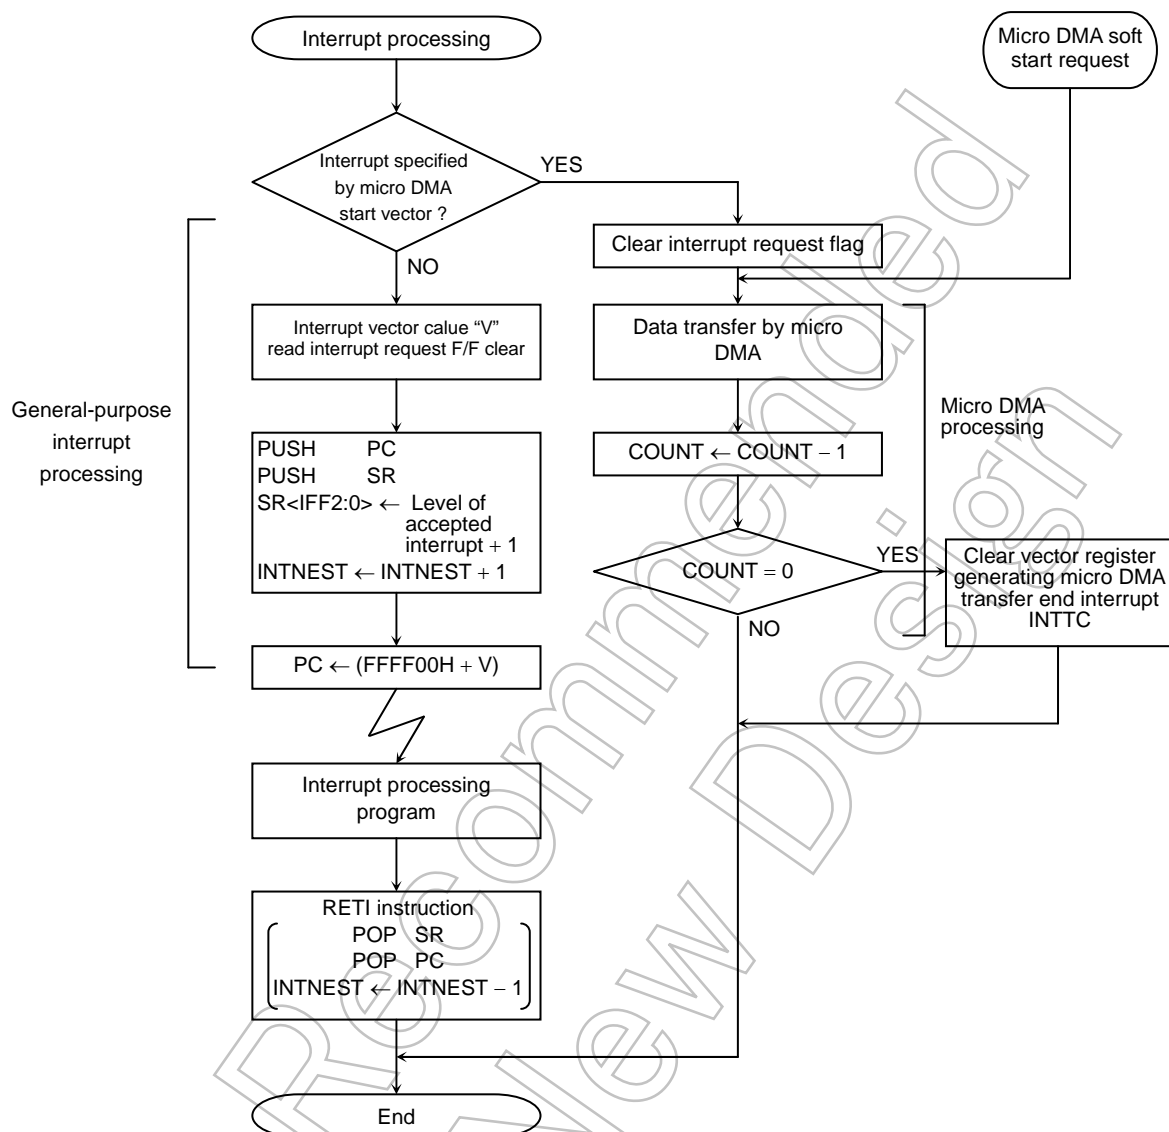 Interrupt processing
Micro DMA soft
start request
Interrupt specified
by micro DMA
start vector ?
YES
NO
Clear interrupt request flag
General-purpose
interrupt
processing
Interrupt vector calue “V”
read interrupt request F/F clear
Data transfer by micro
DMA
Micro DMA
processing
PUSH PC
PUSH SR
SR<IFF2:0> ← Level of
accepted
interrupt + 1
INTNEST ← INTNEST + 1
COUNT ← COUNT − 1
COUNT = 0
YES
NO
Clear vector register
generating micro DMA
transfer end interrupt
INTTC
PC ← (FFFF00H + V)
Interrupt processing
program
RETI instruction
POP SR
POP PC
INTNEST ← INTNEST − 1
End
Recommended
New Design